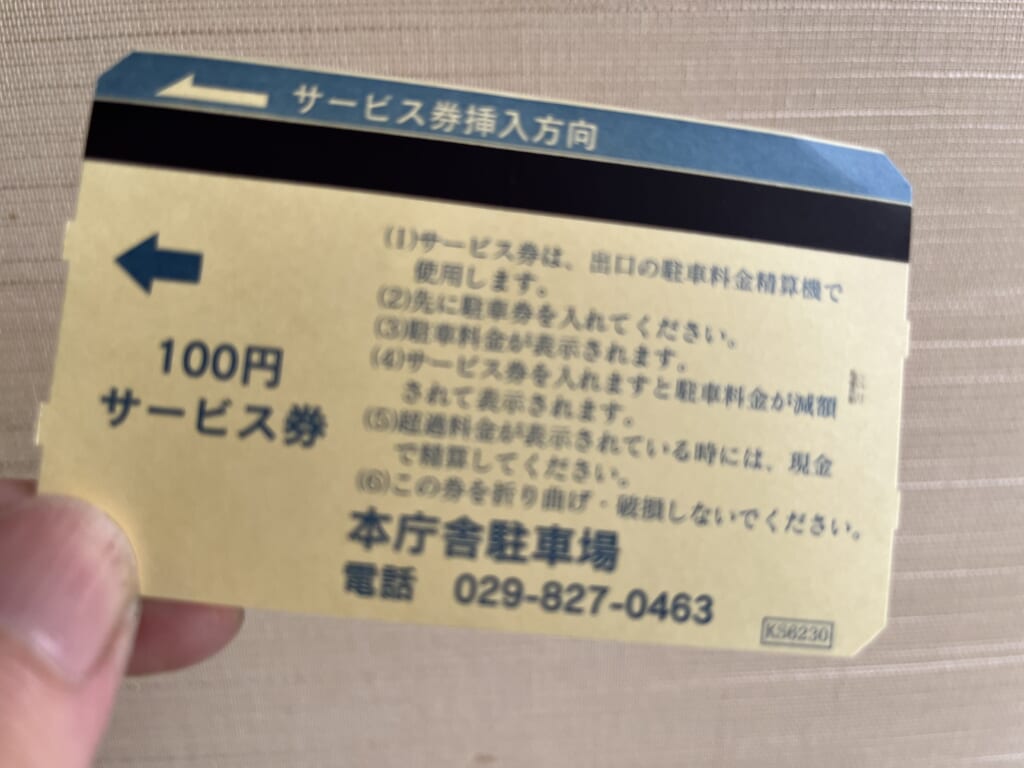 サービス券挿入方向
100円
サービス券
(1)サービス券は、出口の駐車料金精算機で
使用します。
(2)先に駐車券を入れてください。
(3)駐車料金が表示されます。
(4)サービス券を入れますと駐車料金が減額
されて表示されます。
(5)超過料金が表示されている時には、現金
で精算してください。
(6)この券を折り曲げ・破損しないでください。
本庁舎駐車場
電話 029-827-0463
KS6230